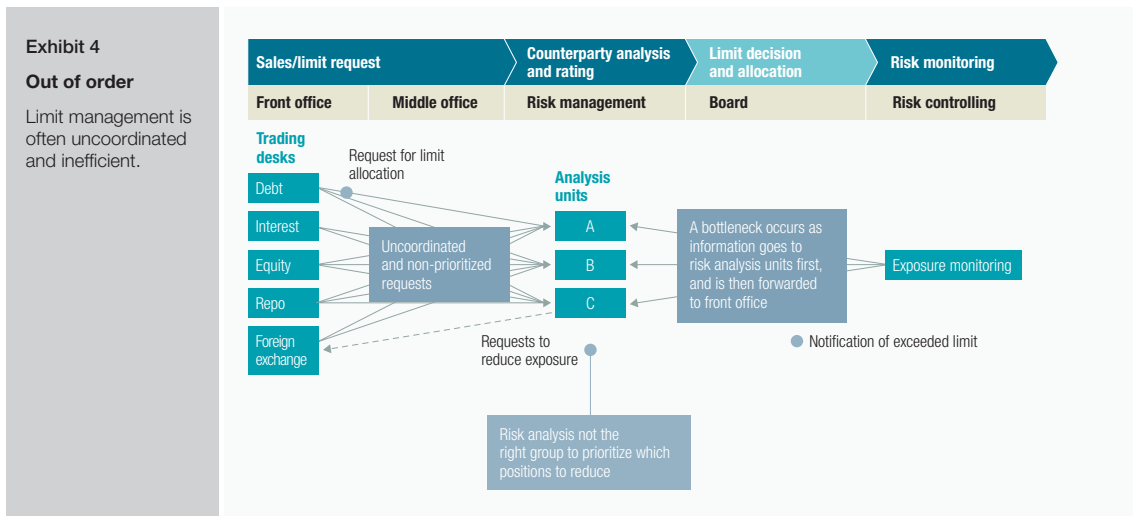 Exhibit 4
Out of order
Limit management is
often uncoordinated
and inefficient.
Sales/limit request
Counterparty analysis
and rating
Limit decision
and allocation
Risk monitoring
Front office
Middle office
Risk management
Board
Risk controlling
Trading
desks
Request for limit
allocation
Debt
Interest
Equity
Repo
Foreign
exchange
Uncoordinated
and non-prioritized
requests
Analysis
units
A
B
C
A bottleneck occurs as
information goes to
risk analysis units first,
and is then forwarded
to front office
Exposure monitoring
Requests to
reduce exposure
Notification of exceeded limit
Risk analysis not the
right group to prioritize which
positions to reduce